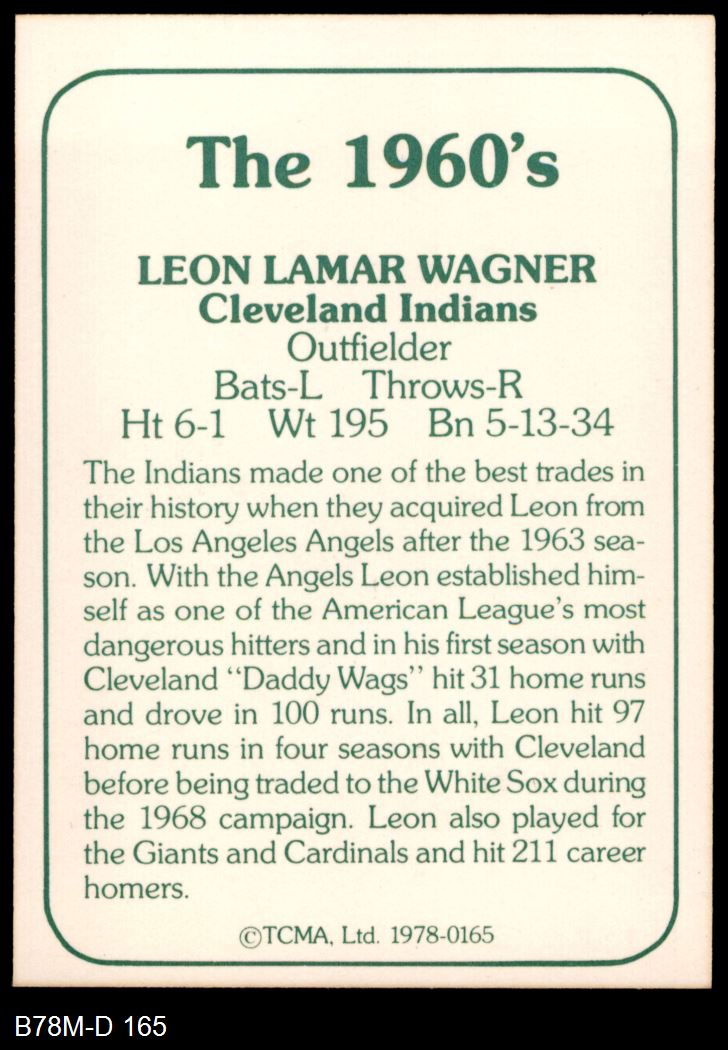 The 1960's
LEON LAMAR WAGNER
Cleveland Indians
Outfielder
Bats-L Throws-R
Ht 6-1 Wt 195 Bn 5-13-34
The Indians made one of the best trades in
their history when they acquired Leon from
the Los Angeles Angels after the 1963 sea-
son. With the Angels Leon established him-
self as one of the American League's most
dangerous hitters and in his first season with
Cleveland "Daddy Wags" hit 31 home runs
and drove in 100 runs. In all, Leon hit 97
home runs in four seasons with Cleveland
before being traded to the White Sox during
the 1968 campaign. Leon also played for
the Giants and Cardinals and hit 211 career
homers.
©TCMA, Ltd. 1978-0165
B78M-D 165